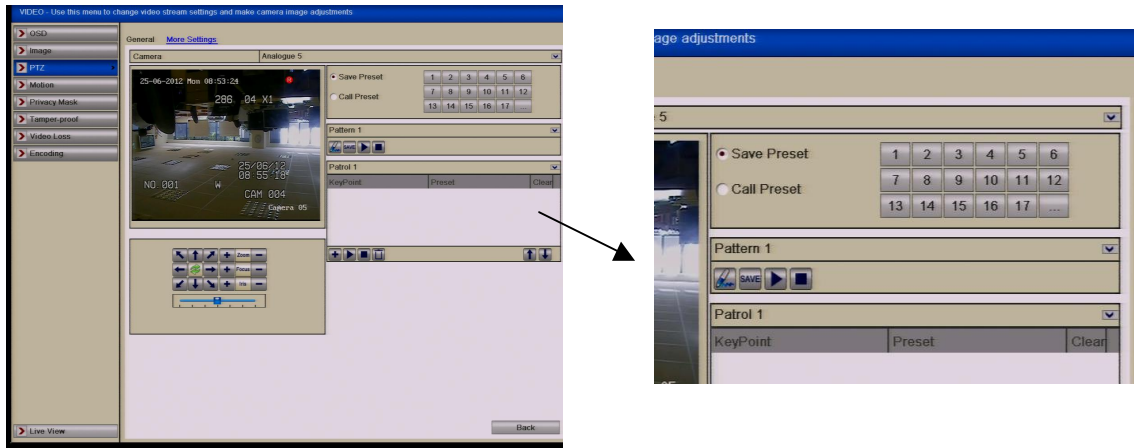 VIDEO - Use this menu to change video stream settings and make camera image adjustments
OSD
Image
PTZ
Motion
Privacy Mask
Tamper-proof
Video Loss
Encoding
Live View
General More Settings
Camera Analogue 5
25-06-2012 Mon 08:53:24
286 04 X1
25/06/12
08 55 18
NO 001 W
CAM 004
Camera 05
Save Preset
Call Preset
1 2 3 4 5 6
7 8 9 10 11 12
13 14 15 16 17 ...
Pattern 1
SAVE
Patrol 1
KeyPoint Preset Clear
+ Zoom −
+ Focus −
+ Iris −
Back
age adjustments
5
Save Preset
Call Preset
1 2 3 4 5 6
7 8 9 10 11 12
13 14 15 16 17 ...
Pattern 1
SAVE
Patrol 1
KeyPoint Preset Clear